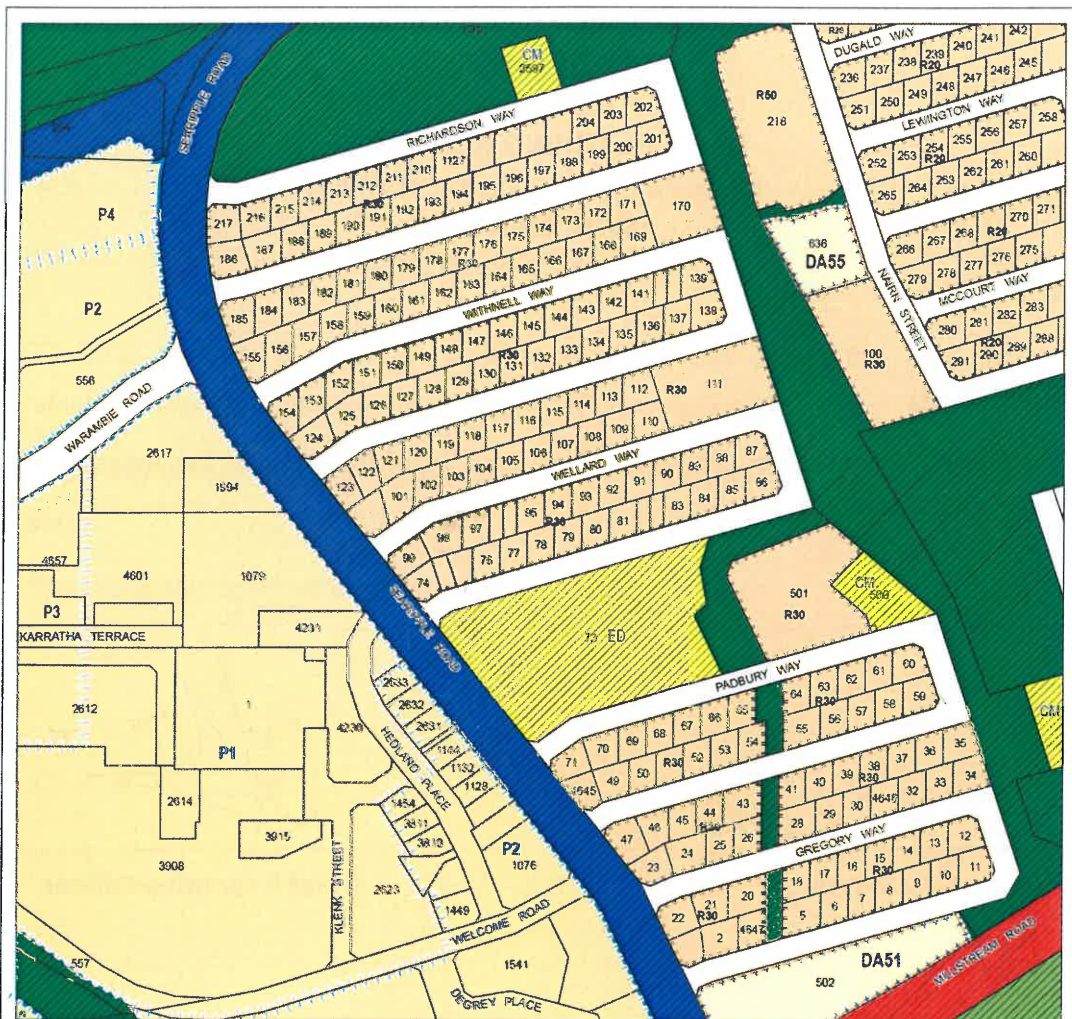 CM
2597
SEARIPPLE ROAD
RICHARDSON WAY
204 203 202
201
200
199
198
197
196
195
194
193
192
191
190
189
188
187
186
217 216 215 214 213 212 211 210 1127
R30
R50
218
DUGALD WAY
236 237 238 239 240 241 242
R20
251 250 249 248 247 246 245
LEWINGTON WAY
252 253 254 255 256 257 258
R20
265 264 263 262 261 260
266 267 268 270 271
R20
279 278 277 276 275
MCCOURT WAY
280 281 282 283
R20
291 290 289 288
NAIRN STREET
636
DA55
100
R30
P4
P2
556
WARAMBIE ROAD
185 184 183 182 181 180 179 178 177 176 175 174 173 172 171 170
R30
155 156 157 158 159 160 161 162 163 164 165 166 167 168 169
WITHNELL WAY
154 153 152 151 150 149 148 147 146 145 144 143 142 141 139
R30
124 125 126 127 128 129 130 131 132 133 134 135 136 137 138
123 122 121 120 119 118 117 116 115 114 113 112 R30 111
101 102 103 104 105 106 107 108 109 110
WELLARD WAY
99 98 97 95 94 93 92 91 90 89 88 87
74 76 77 78 79 80 81 83 84 85 86
2617
1694
4657
4601
1079
P3
KARRATHA TERRACE
4231
SEARIPPLE ROAD
73 ED
501
R30
CM
500
CM
PADBURY WAY
2612
1
P1
4230
2633
2632
2631
1144
1132
1128
HEDLAND PLACE
2614
3915
3908
1454
3811
3810
2623
KLENK STREET
1449
P2
1076
WELCOME ROAD
557
1541
DEGREY PLACE
71 70 69 68 67 66 65
R30
4645 49 50 52 53 54
64 63 62 61 60
R30
55 56 57 58 59
47 46 45 44 43
23 24 25 26
41 40 39 38 37 36 35
R30
28 29 30 4646 32 33 34
GREGORY WAY
22 21 20
R30
2 4647
18 17 16 15 14 13 12
R30
5 6 7 8 9 10 11
DA51
502
MILLSTREAM ROAD